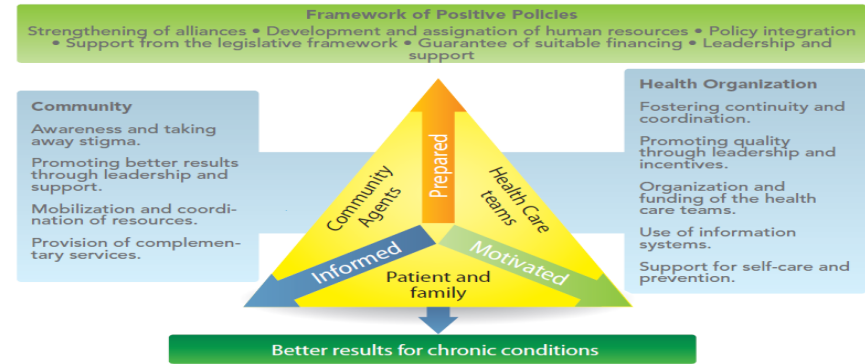 Framework of Positive Policies
Strengthening of alliances • Development and assignation of human resources • Policy integration
• Support from the legislative framework • Guarantee of suitable financing • Leadership and
support
Community
Awareness and taking
away stigma.
Promoting better results
through leadership and
support.
Mobilization and coordi-
nation of resources.
Provision of complemen-
tary services.
Community
Agents
Prepared
Health Care
teams
Informed
Motivated
Patient and
family
Health Organization
Fostering continuity and
coordination.
Promoting quality
through leadership and
incentives.
Organization and
funding of the health
care teams.
Use of information
systems.
Support for self-care and
prevention.
Better results for chronic conditions